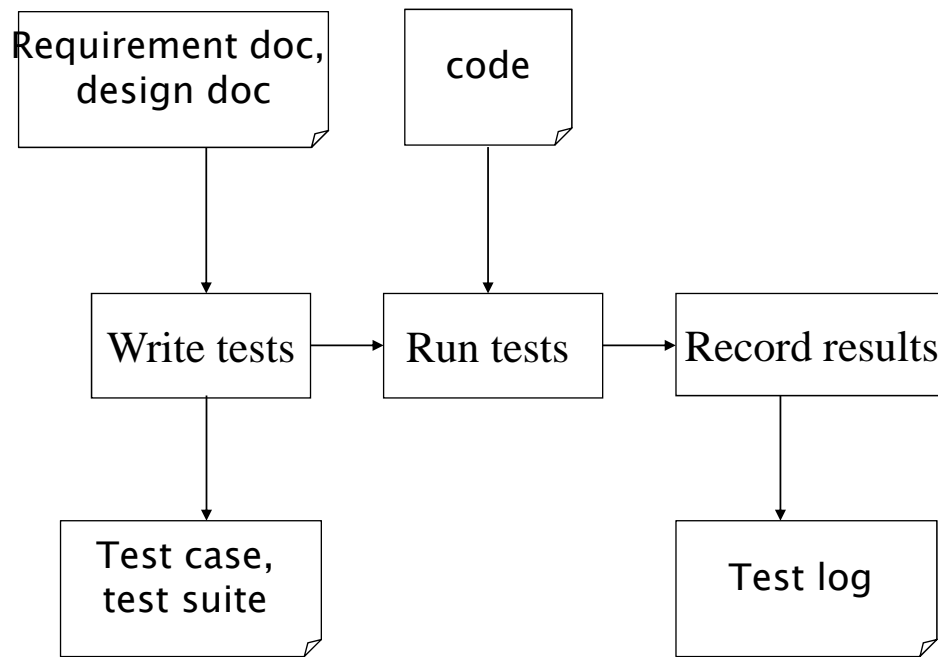 Requirement doc,
design doc
code
Write tests
Run tests
Record results
Test case,
test suite
Test log